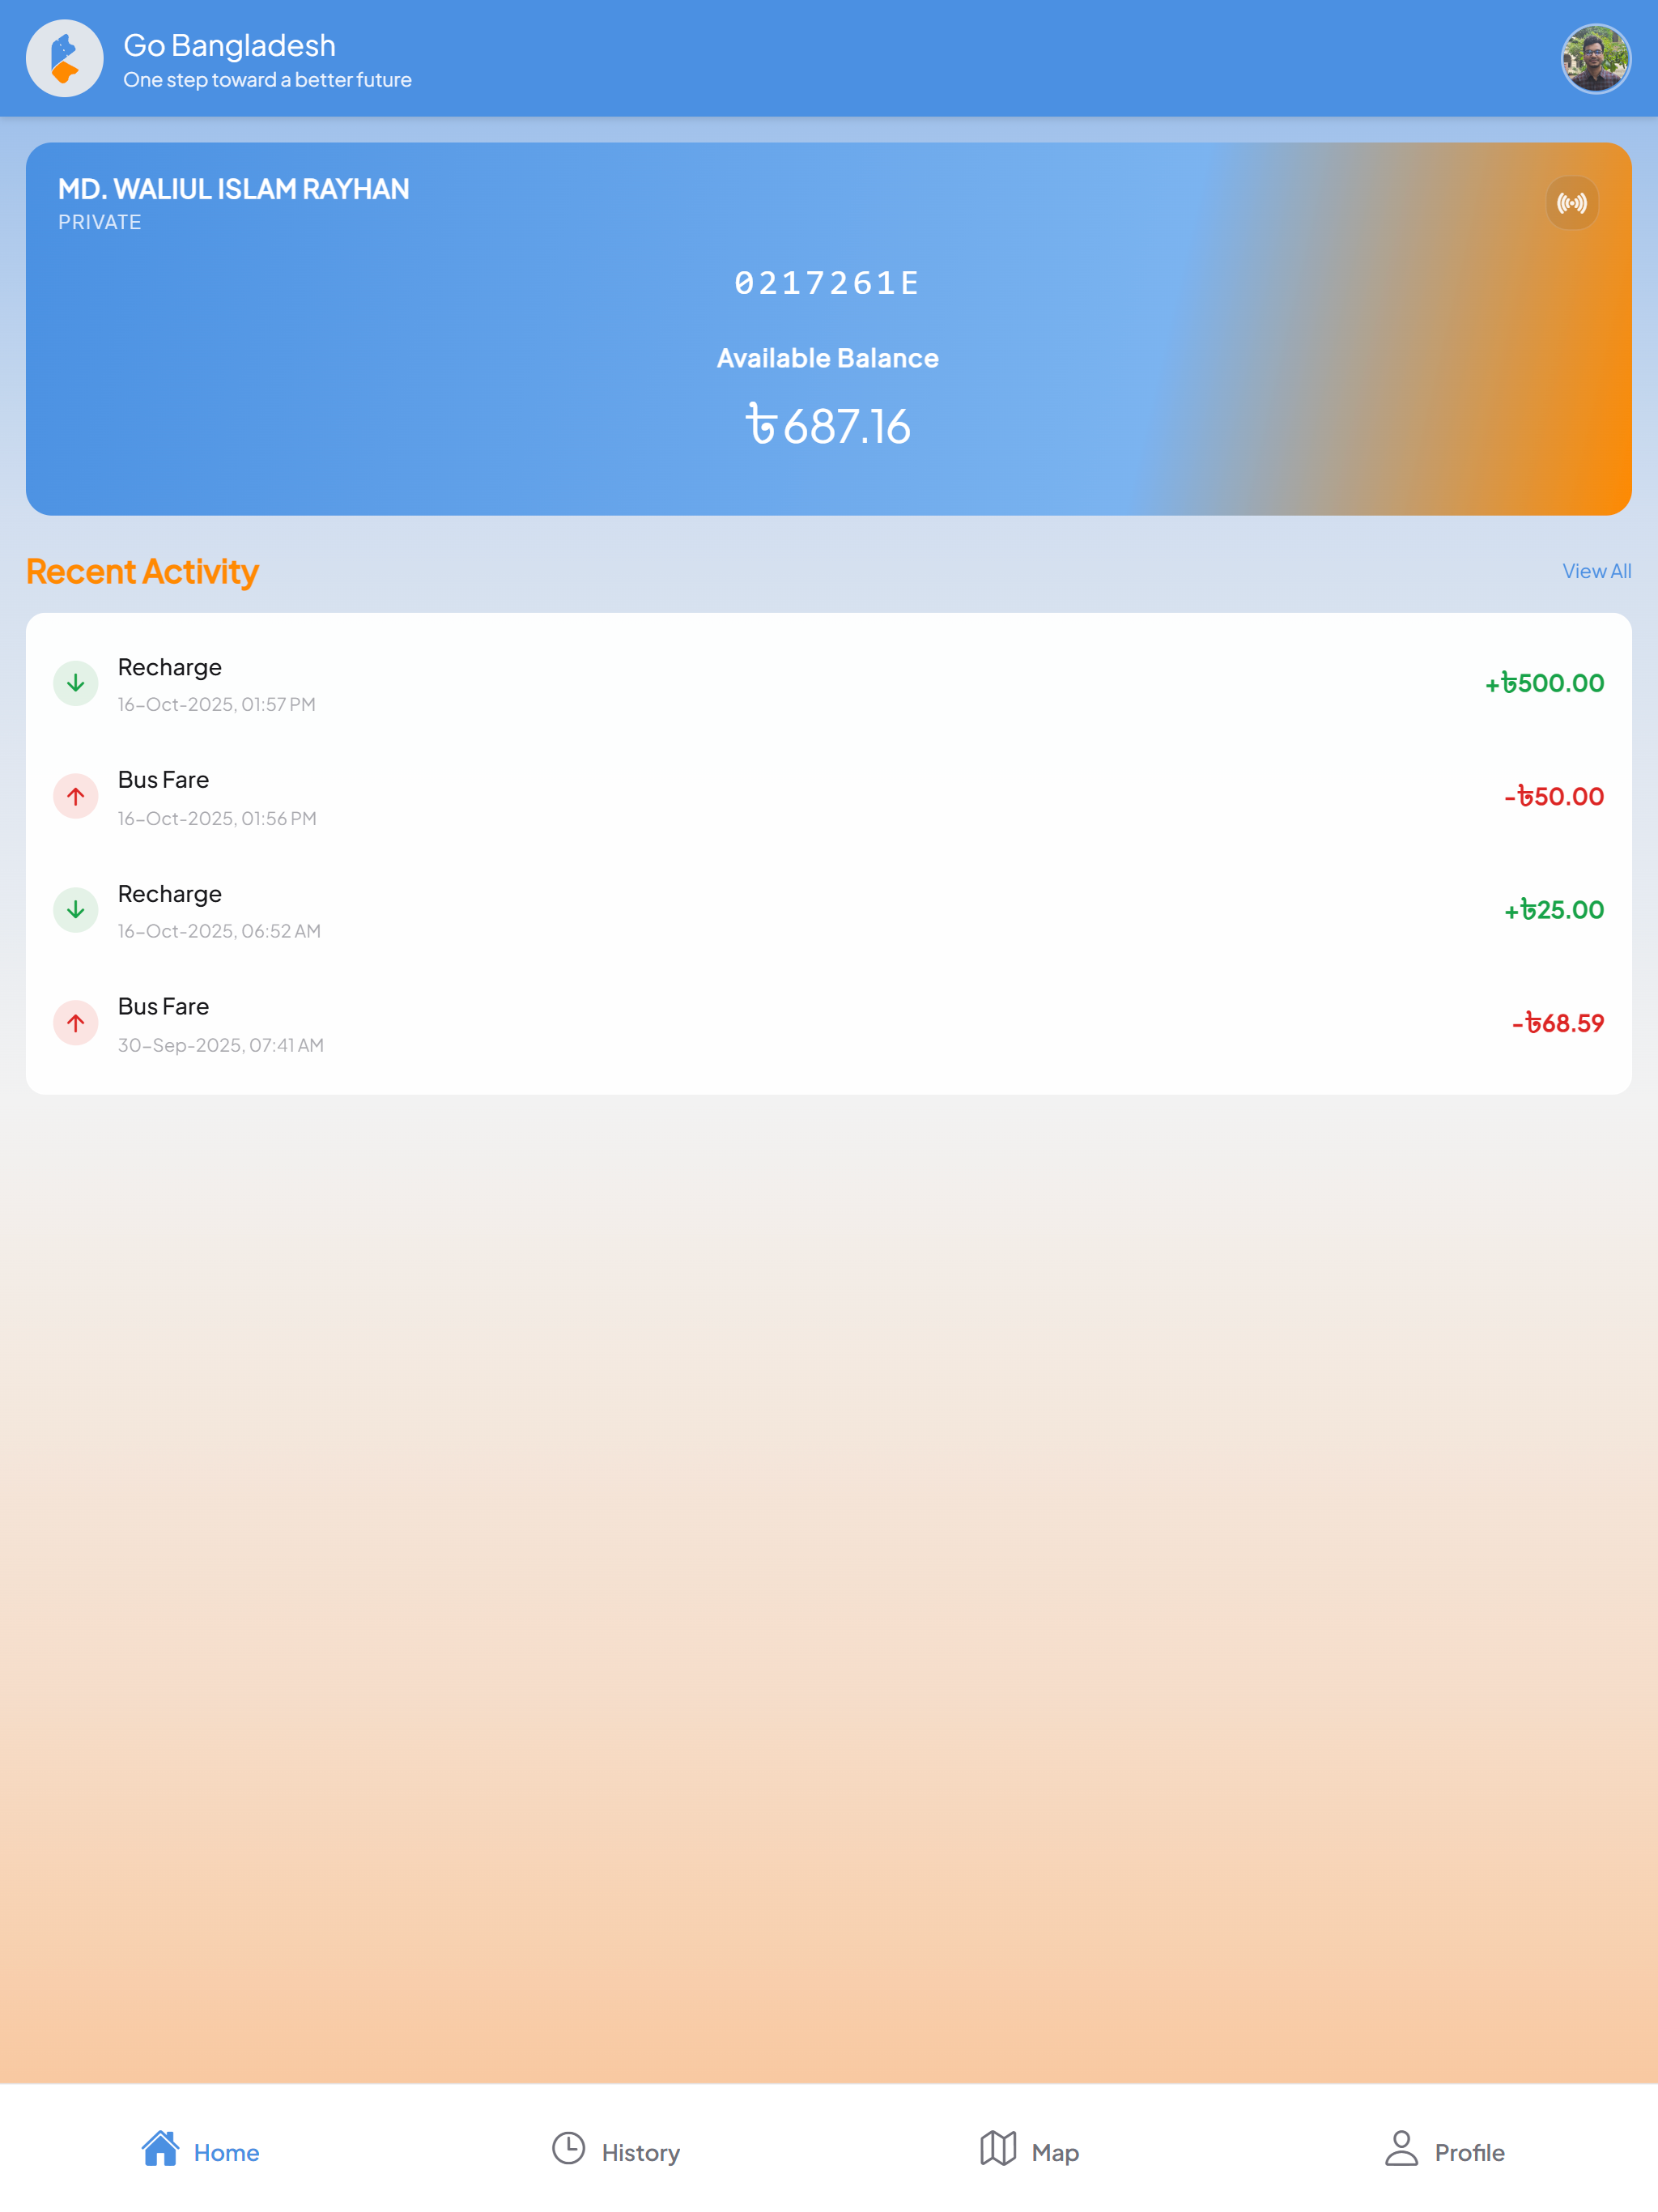 Go Bangladesh
One step toward a better future
MD. WALIUL ISLAM RAYHAN
PRIVATE
0217261E
Available Balance
৳687.16
Recent Activity
View All
Recharge
+৳500.00
16-Oct-2025, 01:57 PM
Bus Fare
-৳50.00
16-Oct-2025, 01:56 PM
Recharge
+৳25.00
16-Oct-2025, 06:52 AM
Bus Fare
-৳68.59
30-Sep-2025, 07:41 AM
Home
History
Map
Profile